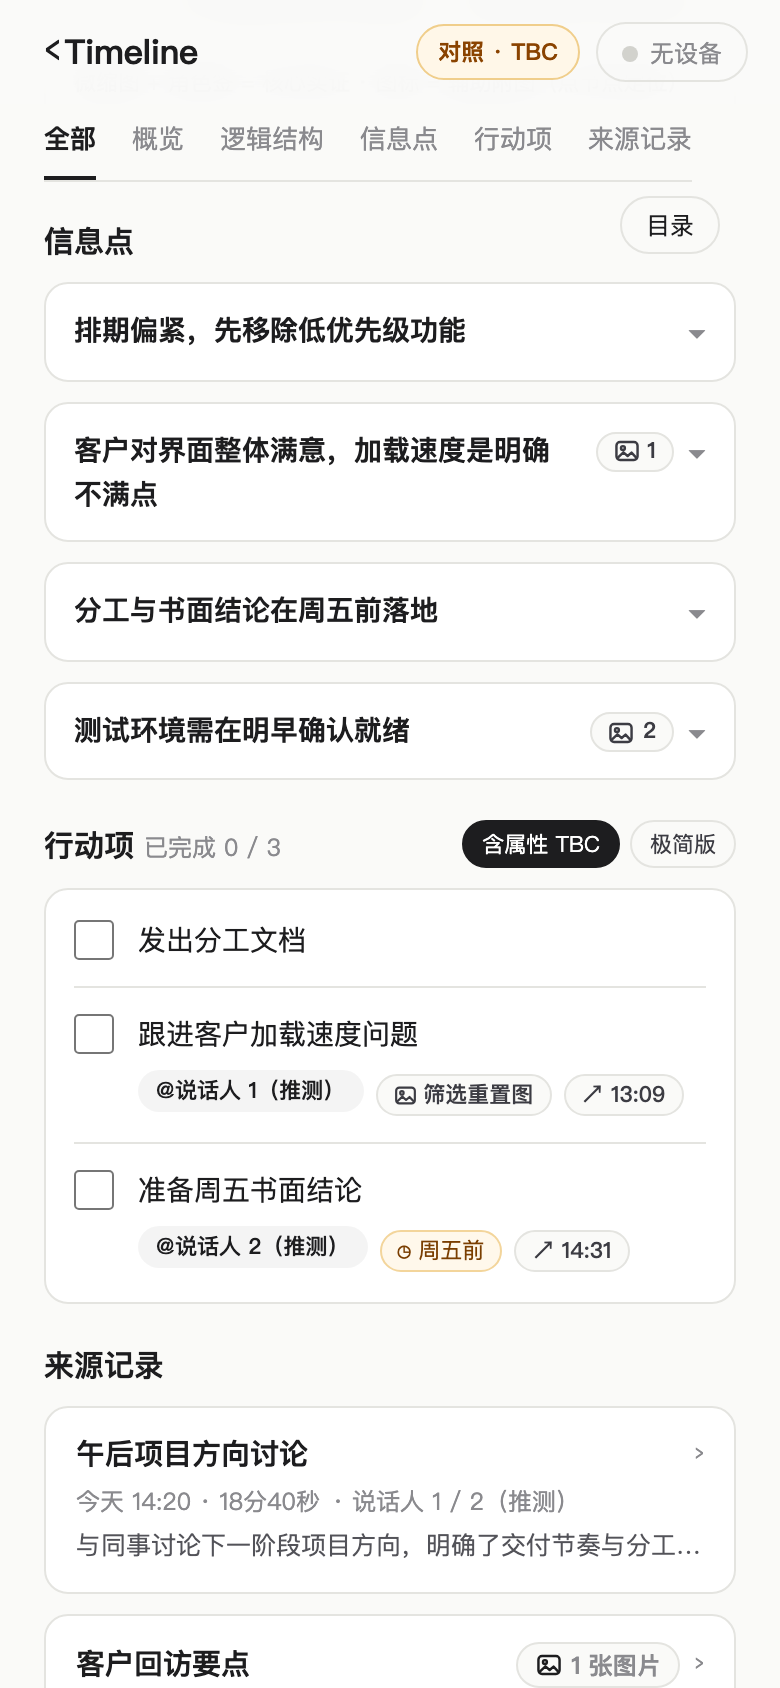 <Timeline
对照 · TBC
无设备
全部 概览 逻辑结构 信息点 行动项 来源记录
信息点
目录
排期偏紧，先移除低优先级功能
客户对界面整体满意，加载速度是明确
不满点
1
分工与书面结论在周五前落地
测试环境需在明早确认就绪
2
行动项 已完成 0 / 3
含属性 TBC
极简版
发出分工文档
跟进客户加载速度问题
@说话人 1（推测）
筛选重置图
↗ 13:09
准备周五书面结论
@说话人 2（推测）
周五前
↗ 14:31
来源记录
午后项目方向讨论
今天 14:20 · 18分40秒 · 说话人 1 / 2（推测）
与同事讨论下一阶段项目方向，明确了交付节奏与分工...
客户回访要点
1 张图片